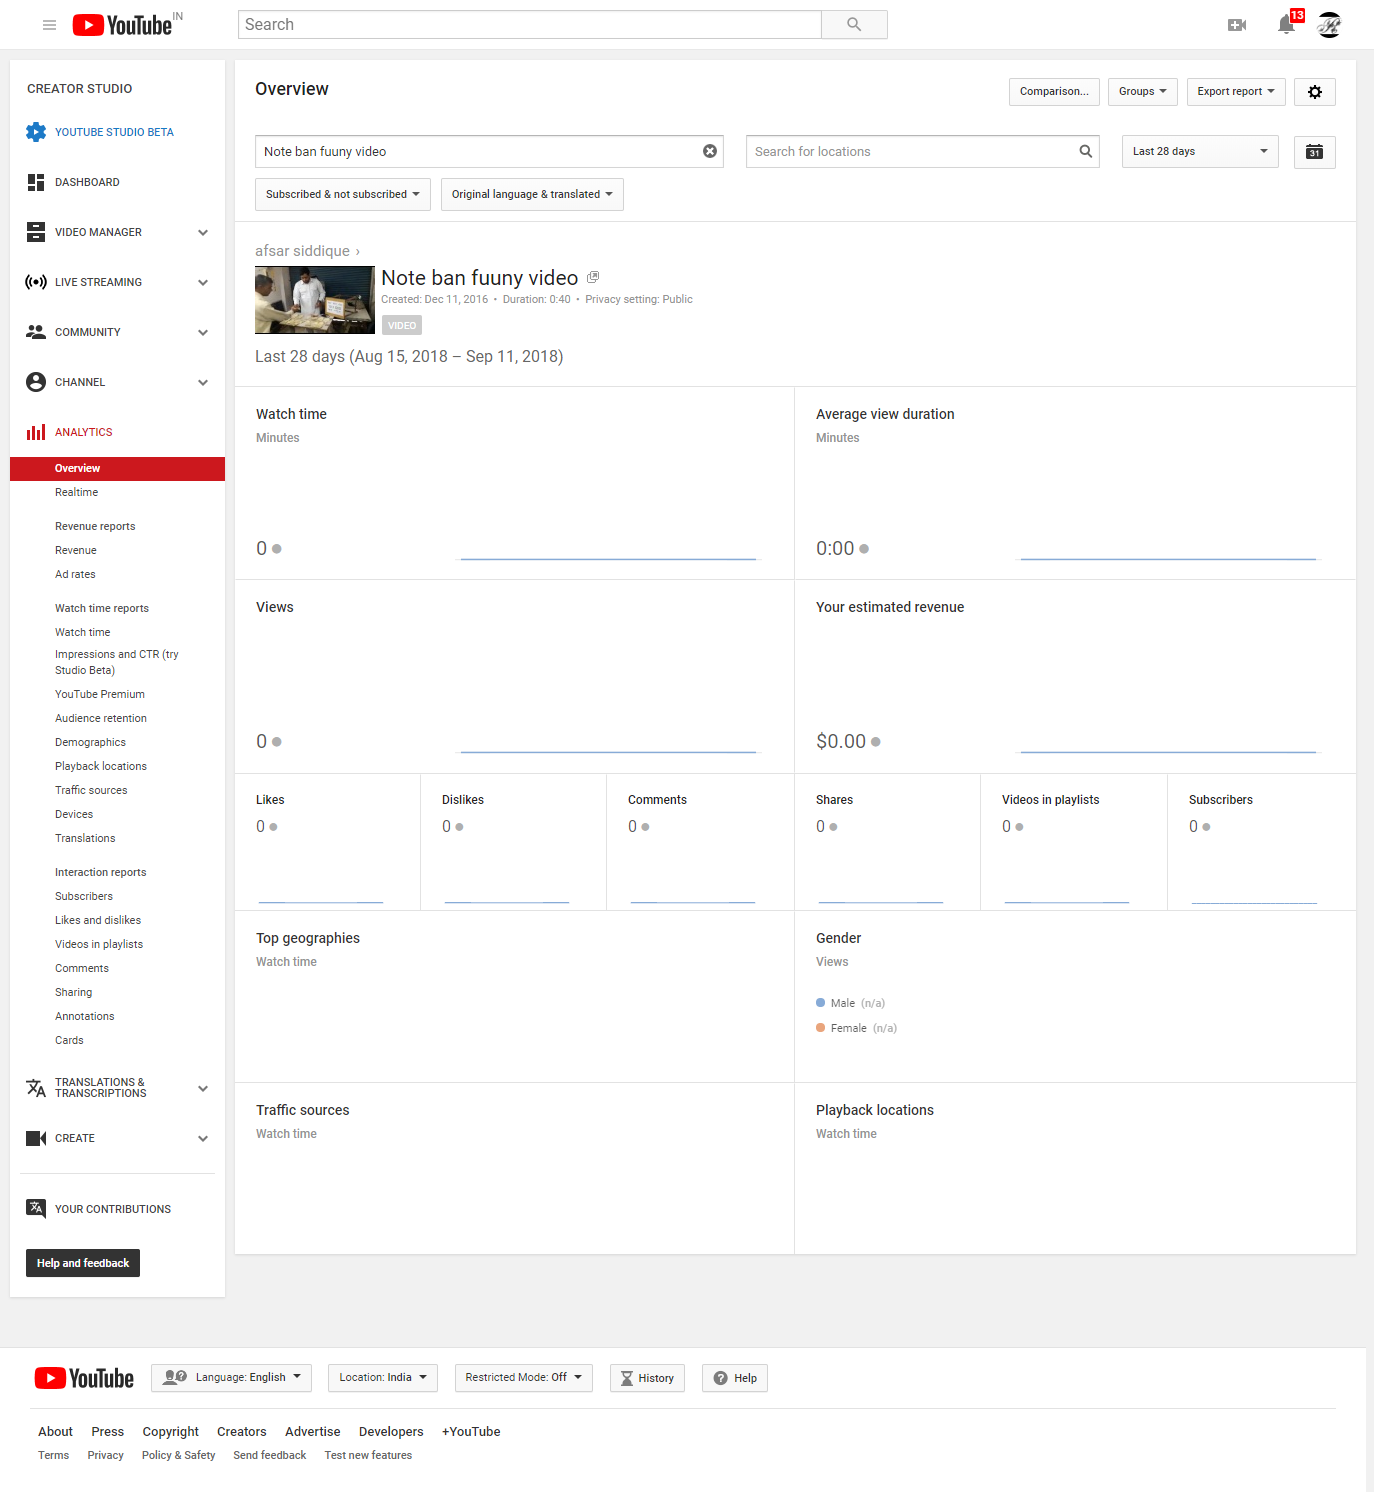 YouTube IN
Search
13
CREATOR STUDIO
YOUTUBE STUDIO BETA
DASHBOARD
VIDEO MANAGER
LIVE STREAMING
COMMUNITY
CHANNEL
ANALYTICS
Overview
Realtime
Revenue reports
Revenue
Ad rates
Watch time reports
Watch time
Impressions and CTR (try
Studio Beta)
YouTube Premium
Audience retention
Demographics
Playback locations
Traffic sources
Devices
Translations
Interaction reports
Subscribers
Likes and dislikes
Videos in playlists
Comments
Sharing
Annotations
Cards
TRANSLATIONS &
TRANSCRIPTIONS
CREATE
YOUR CONTRIBUTIONS
Help and feedback
Overview
Comparison... Groups Export report
Note ban fuuny video
Search for locations
Last 28 days
31
Subscribed & not subscribed Original language & translated
afsar siddique ›
Note ban fuuny video
Created: Dec 11, 2016 • Duration: 0:40 • Privacy setting: Public
VIDEO
Last 28 days (Aug 15, 2018 – Sep 11, 2018)
Watch time
Minutes
0
Average view duration
Minutes
0:00
Views
0
Your estimated revenue
$0.00
Likes
0
Dislikes
0
Comments
0
Shares
0
Videos in playlists
0
Subscribers
0
Top geographies
Watch time
Gender
Views
Male (n/a)
Female (n/a)
Traffic sources
Watch time
Playback locations
Watch time
YouTube Language: English Location: India Restricted Mode: Off History Help
About Press Copyright Creators Advertise Developers +YouTube
Terms Privacy Policy & Safety Send feedback Test new features